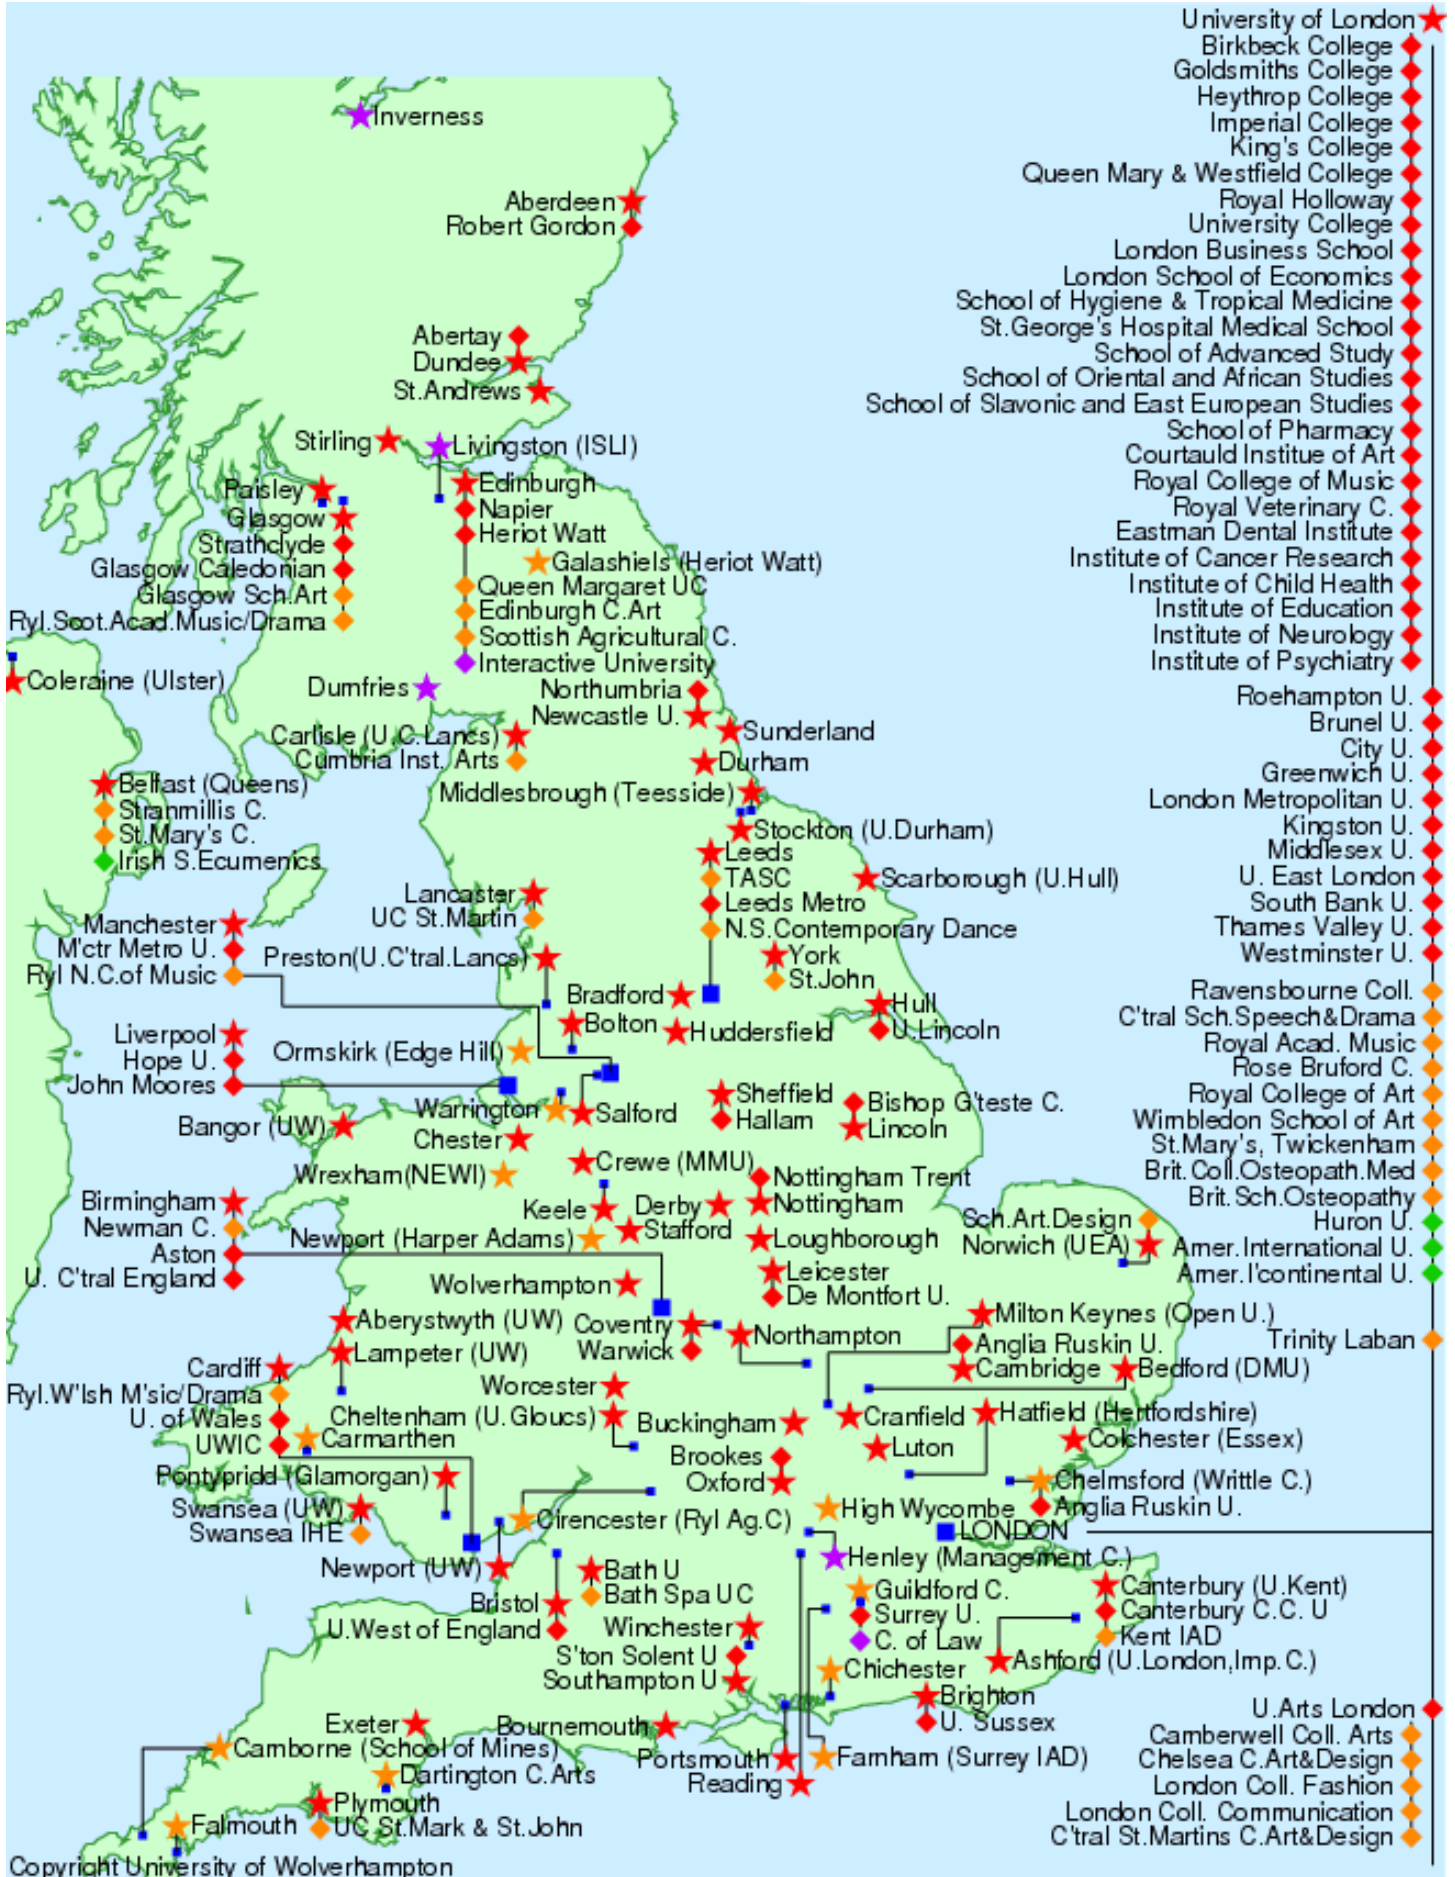 University of London
Birkbeck College
Goldsmiths College
Heythrop College
Imperial College
King's College
Queen Mary & Westfield College
Royal Holloway
University College
London Business School
London School of Economics
School of Hygiene & Tropical Medicine
St.George's Hospital Medical School
School of Advanced Study
School of Oriental and African Studies
School of Slavonic and East European Studies
School of Pharmacy
Courtauld Institue of Art
Royal College of Music
Royal Veterinary C.
Eastman Dental Institute
Institute of Cancer Research
Institute of Child Health
Institute of Education
Institute of Neurology
Institute of Psychiatry
Roehampton U.
Brunel U.
City U.
Greenwich U.
London Metropolitan U.
Kingston U.
Middlesex U.
U. East London
South Bank U.
Thames Valley U.
Westminster U.
Ravensbourne Coll.
C'tral Sch.Speech&Drama
Royal Acad. Music
Rose Bruford C.
Royal College of Art
Wimbledon School of Art
St.Mary's, Twickenham
Brit.Coll.Osteopath.Med
Brit.Sch.Osteopathy
Huron U.
Amer.International U.
Amer.I'continental U.
Trinity Laban
U.Arts London
Camberwell Coll. Arts
Chelsea C.Art&Design
London Coll. Fashion
London Coll. Communication
C'tral St.Martins C.Art&Design
Inverness
Aberdeen
Robert Gordon
Abertay
Dundee
St.Andrews
Stirling
Livingston (ISLI)
Paisley
Glasgow
Strathclyde
Glasgow Caledonian
Glasgow Sch.Art
Ryl.Scot.Acad.Music/Drama
Edinburgh
Napier
Heriot Watt
Galashiels (Heriot Watt)
Queen Margaret UC
Edinburgh C.Art
Scottish Agricultural C.
Interactive University
Coleraine (Ulster)
Dumfries
Northumbria
Newcastle U.
Sunderland
Carlisle (U.C.Lancs)
Cumbria Inst. Arts
Durham
Belfast (Queens)
Stranmillis C.
St.Mary's C.
Irish S.Ecumenics
Middlesbrough (Teesside)
Stockton (U.Durham)
Leeds
TASC
Leeds Metro
N.S.Contemporary Dance
Scarborough (U.Hull)
Lancaster
UC St.Martin
Manchester
M'ctr Metro U.
Ryl N.C.of Music
Preston(U.C'tral.Lancs)
York
St.John
Bradford
Hull
U.Lincoln
Bolton
Huddersfield
Liverpool
Hope U.
John Moores
Ormskirk (Edge Hill)
Warrington
Salford
Sheffield
Hallam
Bishop G'teste C.
Lincoln
Bangor (UW)
Chester
Wrexham(NEWI)
Crewe (MMU)
Nottingham Trent
Nottingham
Birmingham
Newman C.
Aston
U. C'tral England
Keele
Derby
Stafford
Newport (Harper Adams)
Loughborough
Sch.Art.Design
Norwich (UEA)
Wolverhampton
Leicester
De Montfort U.
Aberystwyth (UW)
Coventry
Warwick
Northampton
Milton Keynes (Open U.)
Anglia Ruskin U.
Cambridge
Bedford (DMU)
Lampeter (UW)
Cardiff
Ryl.W'lsh M'sic/Drama
U. of Wales
UWIC
Worcester
Cheltenham (U.Gloucs)
Carmarthen
Buckingham
Cranfield
Hatfield (Hertfordshire)
Luton
Colchester (Essex)
Brookes
Oxford
Pontypridd (Glamorgan)
Swansea (UW)
Swansea IHE
Cirencester (Ryl Ag.C)
High Wycombe
Chelmsford (Writtle C.)
Anglia Ruskin U.
LONDON
Newport (UW)
Henley (Management C.)
Bath U
Bath Spa UC
Guildford C.
Surrey U.
C. of Law
Canterbury (U.Kent)
Canterbury C.C. U
Kent IAD
Bristol
U.West of England
Winchester
S'ton Solent U
Southampton U
Ashford (U.London,Imp.C.)
Chichester
Brighton
U. Sussex
Exeter
Bournemouth
Camborne (School of Mines)
Portsmouth
Reading
Farnham (Surrey IAD)
Dartington C.Arts
Plymouth
UC St.Mark & St.John
Falmouth
Copyright University of Wolverhampton